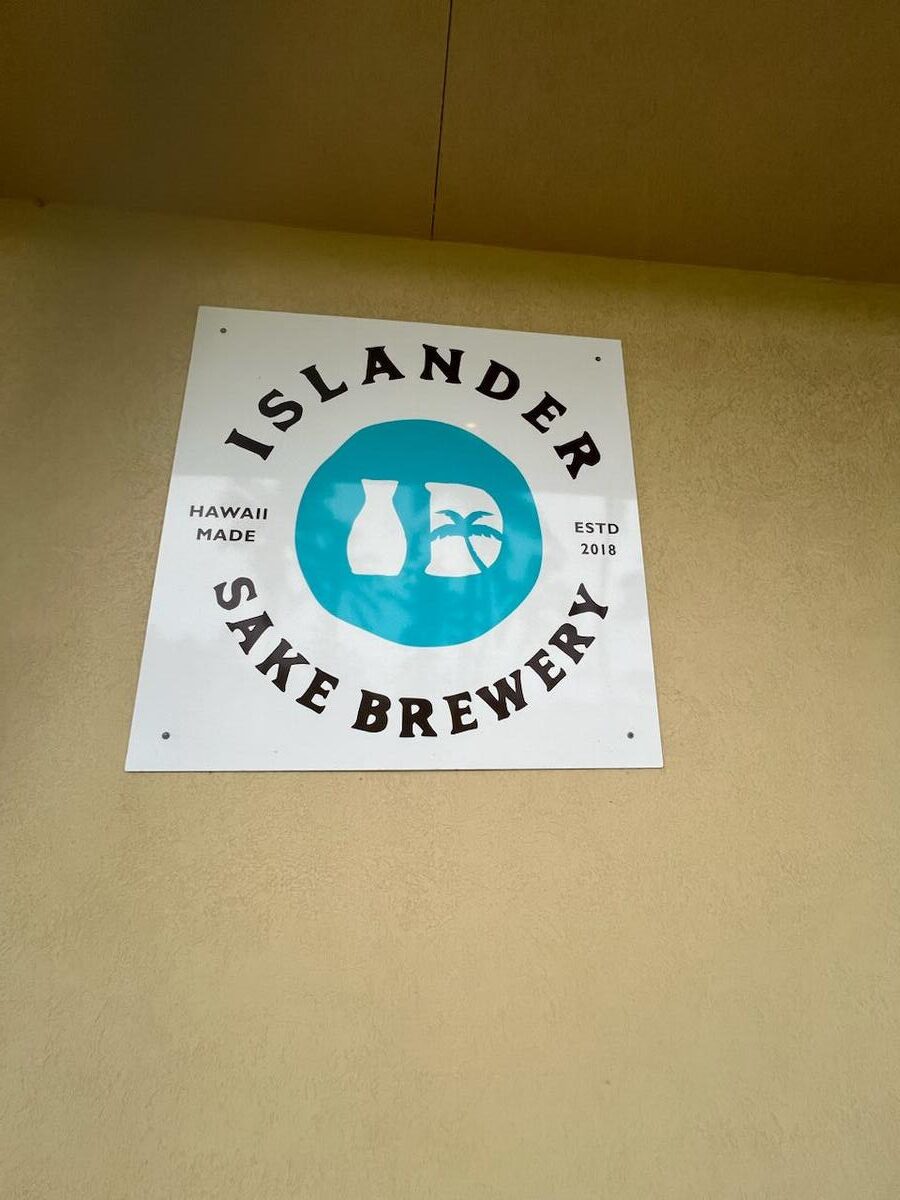 ISLANDER
HAWAII
MADE
ESTD
2018
SAKE BREWERY